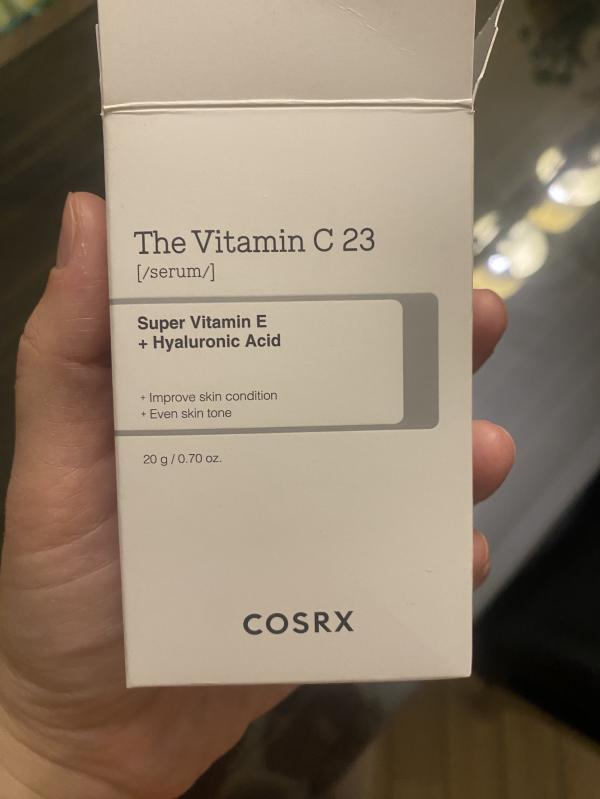 The Vitamin C 23
[/serum/]
Super Vitamin E
+ Hyaluronic Acid
+ Improve skin condition
+ Even skin tone
20 g / 0.70 oz.
COSRX